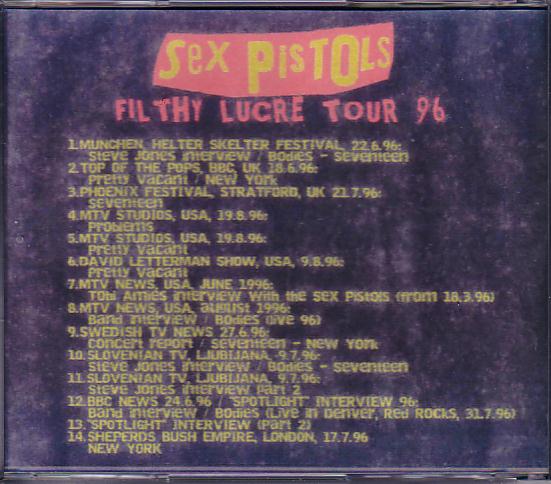 SEX PISTOLS
FILTHY LUCRE TOUR 96
1.MUNCHEN, HELTER SKELTER FESTIVAL, 22.6.96:
Steve Jones interview / Bodies - Seventeen
2.TOP OF THE POPS, BBC, UK 18.6.96:
Pretty Vacant / New York
3.PHOENIX FESTIVAL, STRATFORD, UK 21.7.96:
Seventeen
4.MTV STUDIOS, USA, 19.8.96:
Problems
5.MTV STUDIOS, USA, 19.8.96:
Pretty Vacant
6.DAVID LETTERMAN SHOW, USA, 9.8.96:
Pretty Vacant
7.MTV NEWS, USA, JUNE 1996:
Tobi Amies interview with the SEX PISTOLS (from 18.3.96)
8.MTV NEWS, USA, august 1996:
Band interview / Bodies (live 96)
9.SWEDISH TV NEWS 27.6.96:
Concert report / Seventeen - New York
10.SLOVENIAN TV, LJUBIJANA, 9.7.96:
Steve Jones interview / Bodies - Seventeen
11.SLOVENIAN TV, LJUBIJANA, 9.7.96:
Steve Jones interview Part 2
12.BBC NEWS 24.6.96 / "SPOTLIGHT" INTERVIEW 96:
Band interview / Bodies (Live in Denver, Red Rocks, 31.7.96)
13."SPOTLIGHT" INTERVIEW (Part 2)
14.SHEPERDS BUSH EMPIRE, LONDON, 17.7.96
NEW YORK